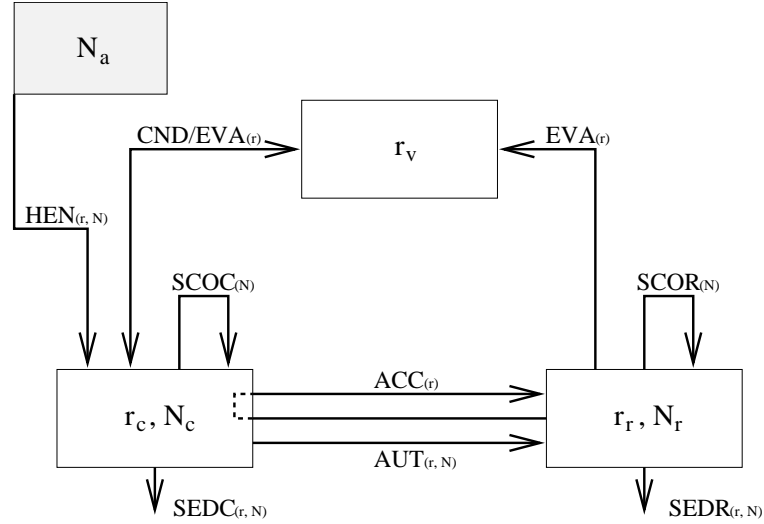 N_a
CND/EVA(r)
r_v
EVA(r)
HEN(r, N)
SCOC(N)
SCOR(N)
ACC(r)
r_c , N_c
r_r , N_r
AUT(r, N)
SEDC(r, N)
SEDR(r, N)